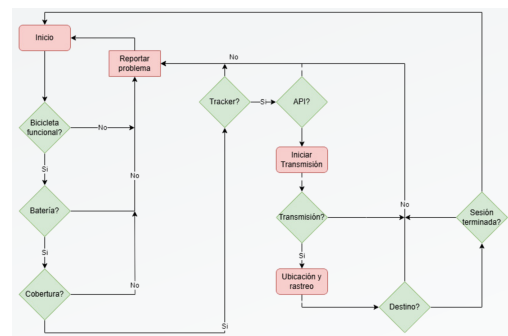 Inicio
Reportar
problema
No
Tracker?
Si
API?
Bicicleta
funcional?
No
Iniciar
Transmisión
Si
No
Batería?
Transmisión?
No
Sesión
terminada?
Si
Si
Cobertura?
No
Ubicación y
rastreo
Destino?
Si